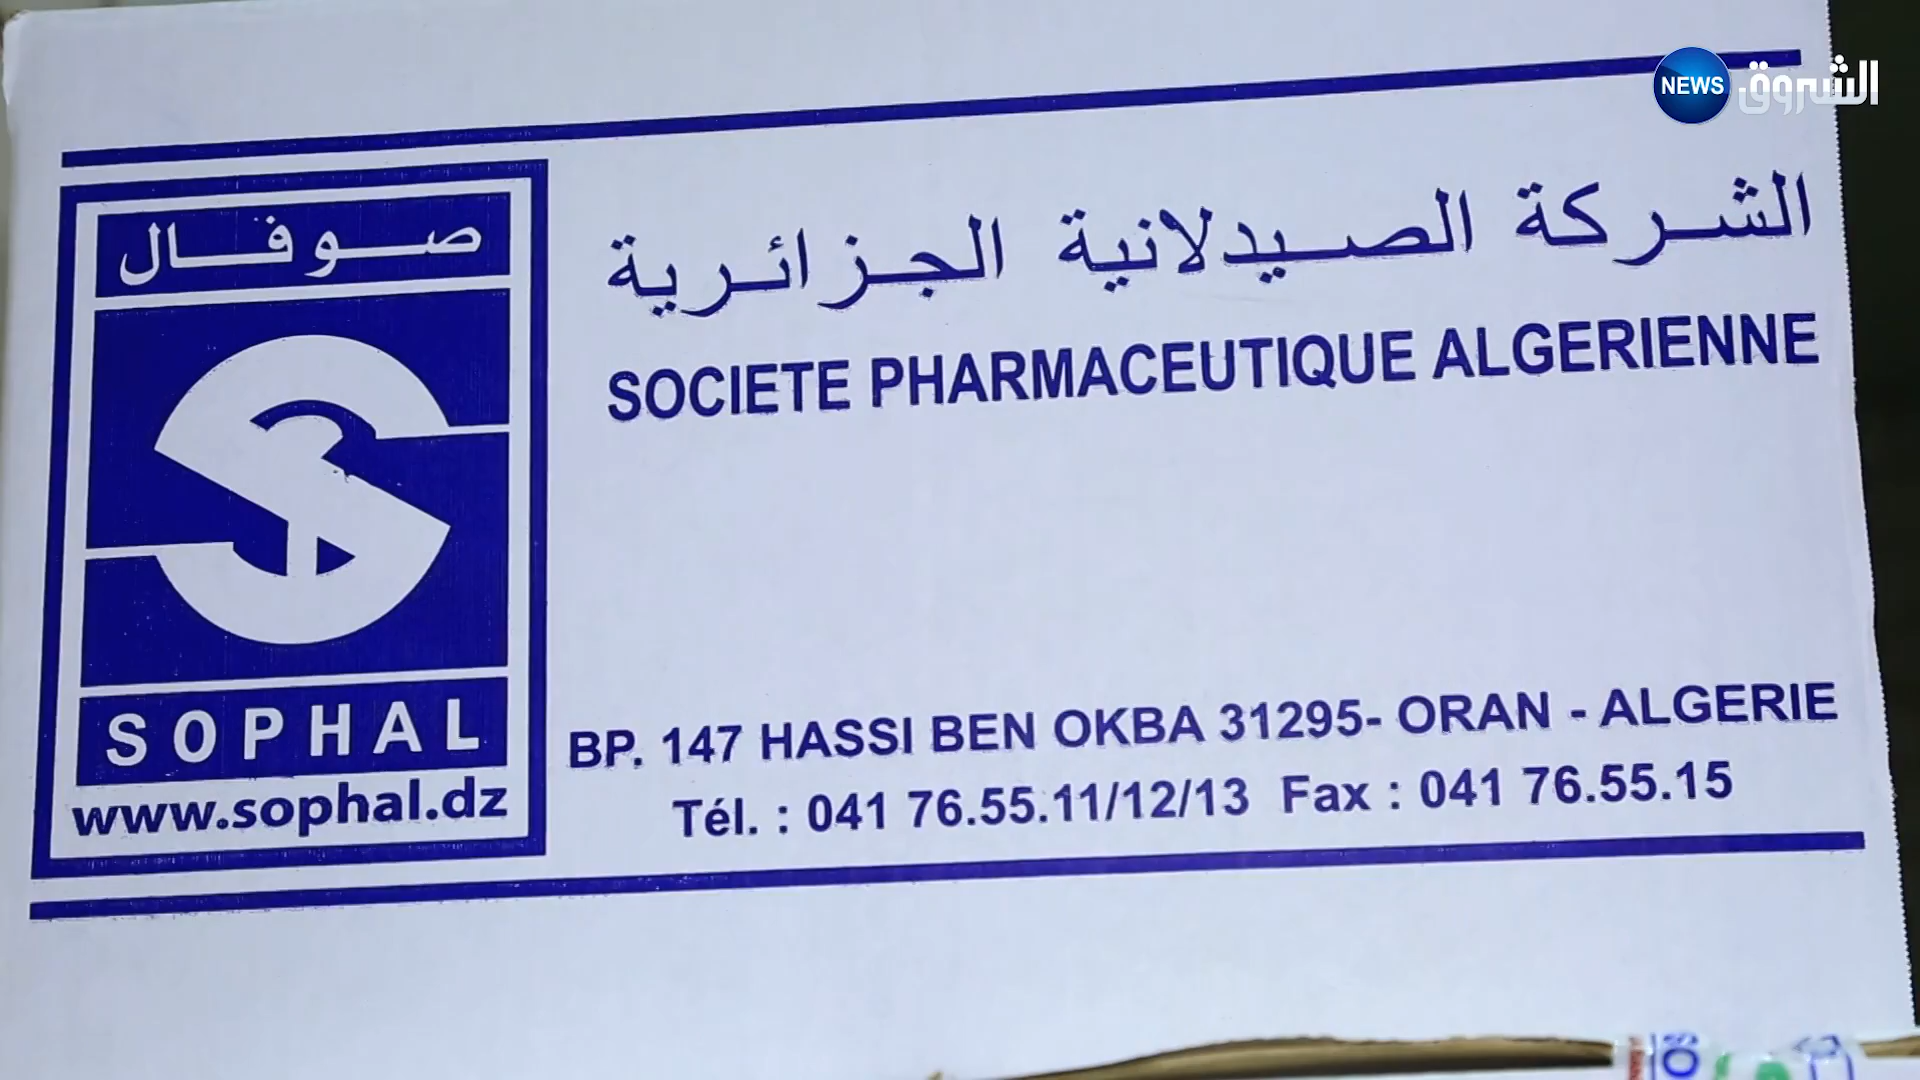 NEWS الشروق
صوفال
الشركة الصيدلانية الجزائرية
SOCIETE PHARMACEUTIQUE ALGERIENNE
SOPHAL
www.sophal.dz
BP. 147 HASSI BEN OKBA 31295- ORAN - ALGERIE
Tél. : 041 76.55.11/12/13 Fax : 041 76.55.15